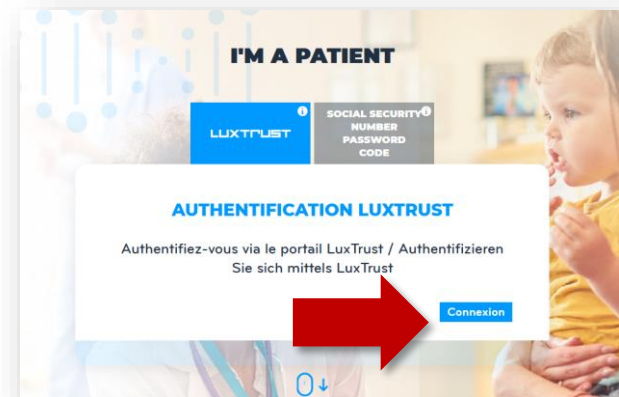 I'M A PATIENT
LUXTRUST
SOCIAL SECURITY
NUMBER
PASSWORD
CODE
AUTHENTIFICATION LUXTRUST
Authentifiez-vous via le portail LuxTrust / Authentifizieren
Sie sich mittels LuxTrust
Connexion